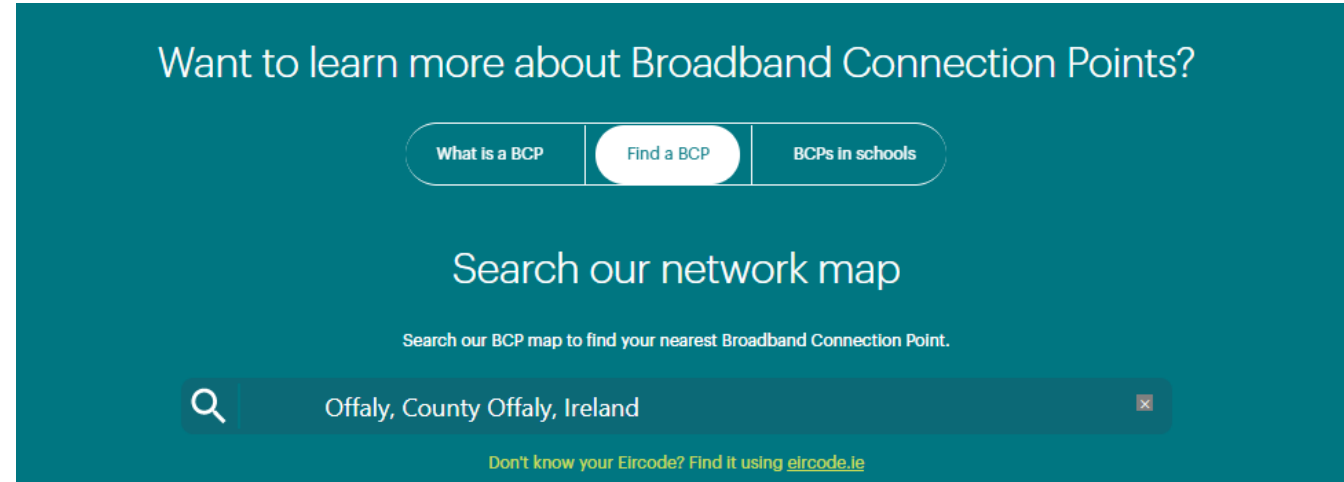 Want to learn more about Broadband Connection Points?
What is a BCP
Find a BCP
BCPs in schools
Search our network map
Search our BCP map to find your nearest Broadband Connection Point.
Offaly, County Offaly, Ireland
Don't know your Eircode? Find it using eircode.ie